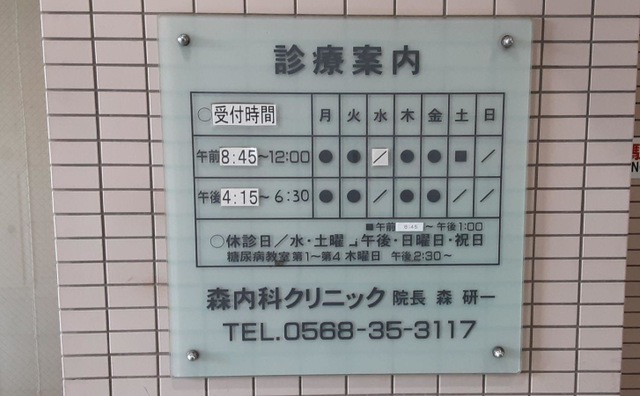 診療案内
○受付時間 月 火 水 木 金 土 日
午前8:45~12:00 ● ● / ● ● ■ /
午後4:15~6:30 ● ● / ● ● / /
■午前8:45~午後1:00
○休診日/水・土曜午後・日曜日・祝日
糖尿病教室第1~第4木曜日 午後2:30~
森内科クリニック 院長 森 研一
TEL.0568-35-3117